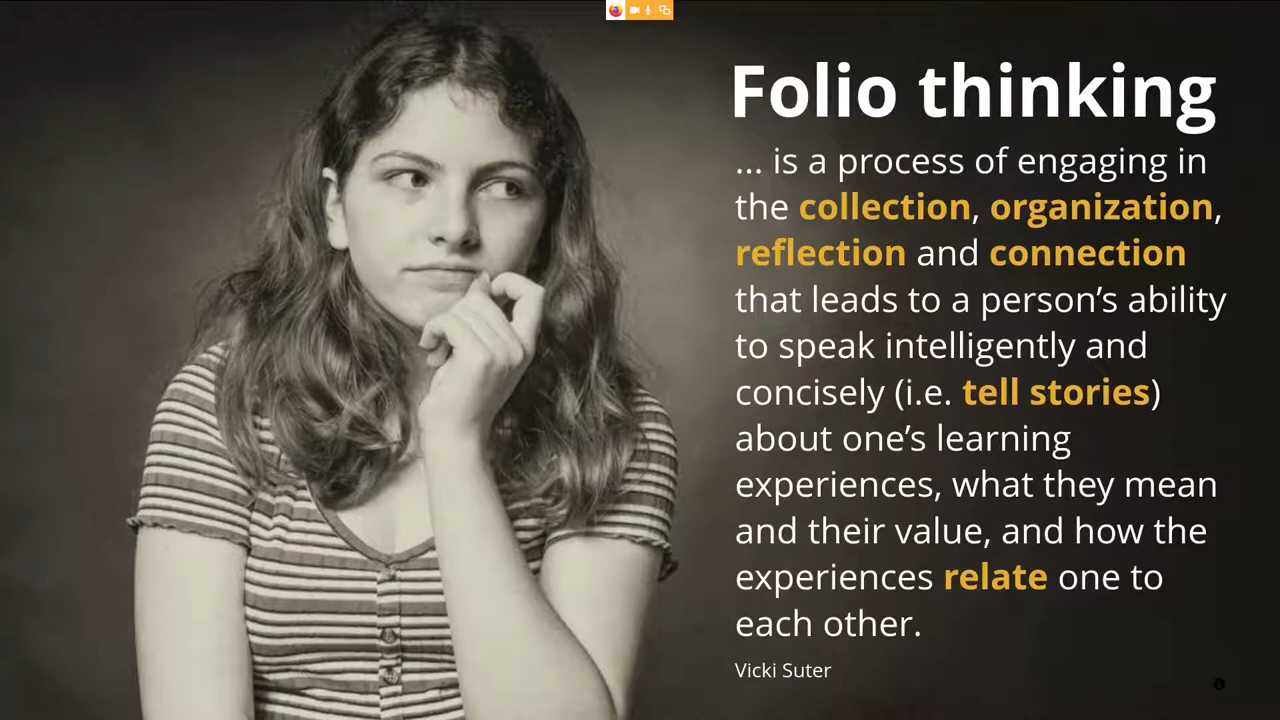 Folio thinking
... is a process of engaging in
the collection, organization,
reflection and connection
that leads to a person’s ability
to speak intelligently and
concisely (i.e. tell stories)
about one’s learning
experiences, what they mean
and their value, and how the
experiences relate one to
each other.
Vicki Suter